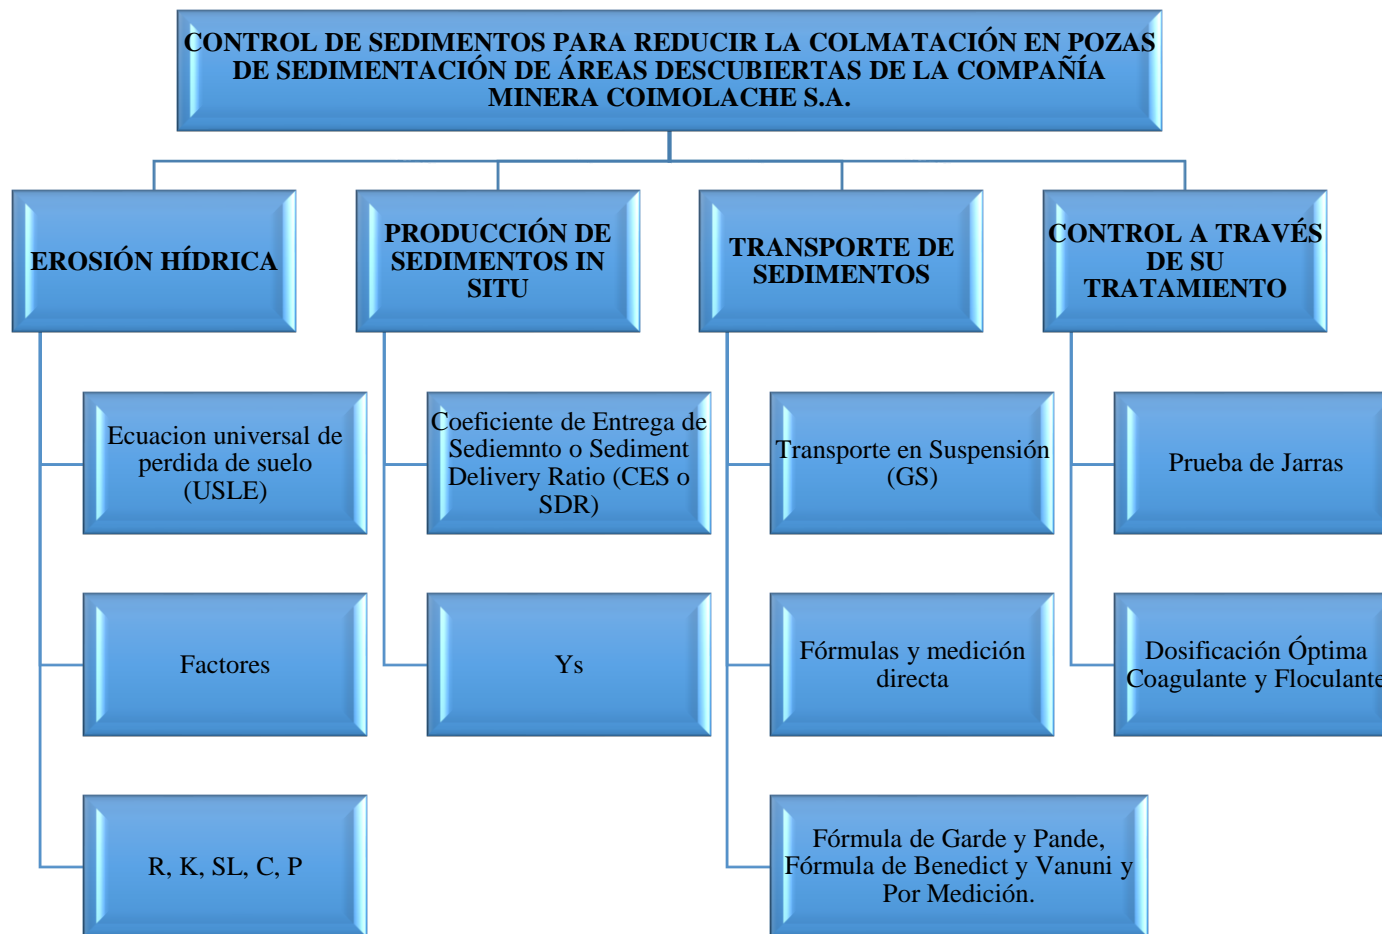 CONTROL DE SEDIMENTOS PARA REDUCIR LA COLMATACIÓN EN POZAS
DE SEDIMENTACIÓN DE ÁREAS DESCUBIERTAS DE LA COMPAÑÍA
MINERA COIMOLACHE S.A.
EROSIÓN HÍDRICA
Ecuacion universal de
perdida de suelo
(USLE)
Factores
R, K, SL, C, P
PRODUCCIÓN DE
SEDIMENTOS IN
SITU
Coeficiente de Entrega de
Sediemnto o Sediment
Delivery Ratio (CES o
SDR)
Ys
TRANSPORTE DE
SEDIMENTOS
Transporte en Suspensión
(GS)
Fórmulas y medición
directa
Fórmula de Garde y Pande,
Fórmula de Benedict y Vanuni y
Por Medición.
CONTROL A TRAVÉS
DE SU
TRATAMIENTO
Prueba de Jarras
Dosificación Óptima
Coagulante y Floculante